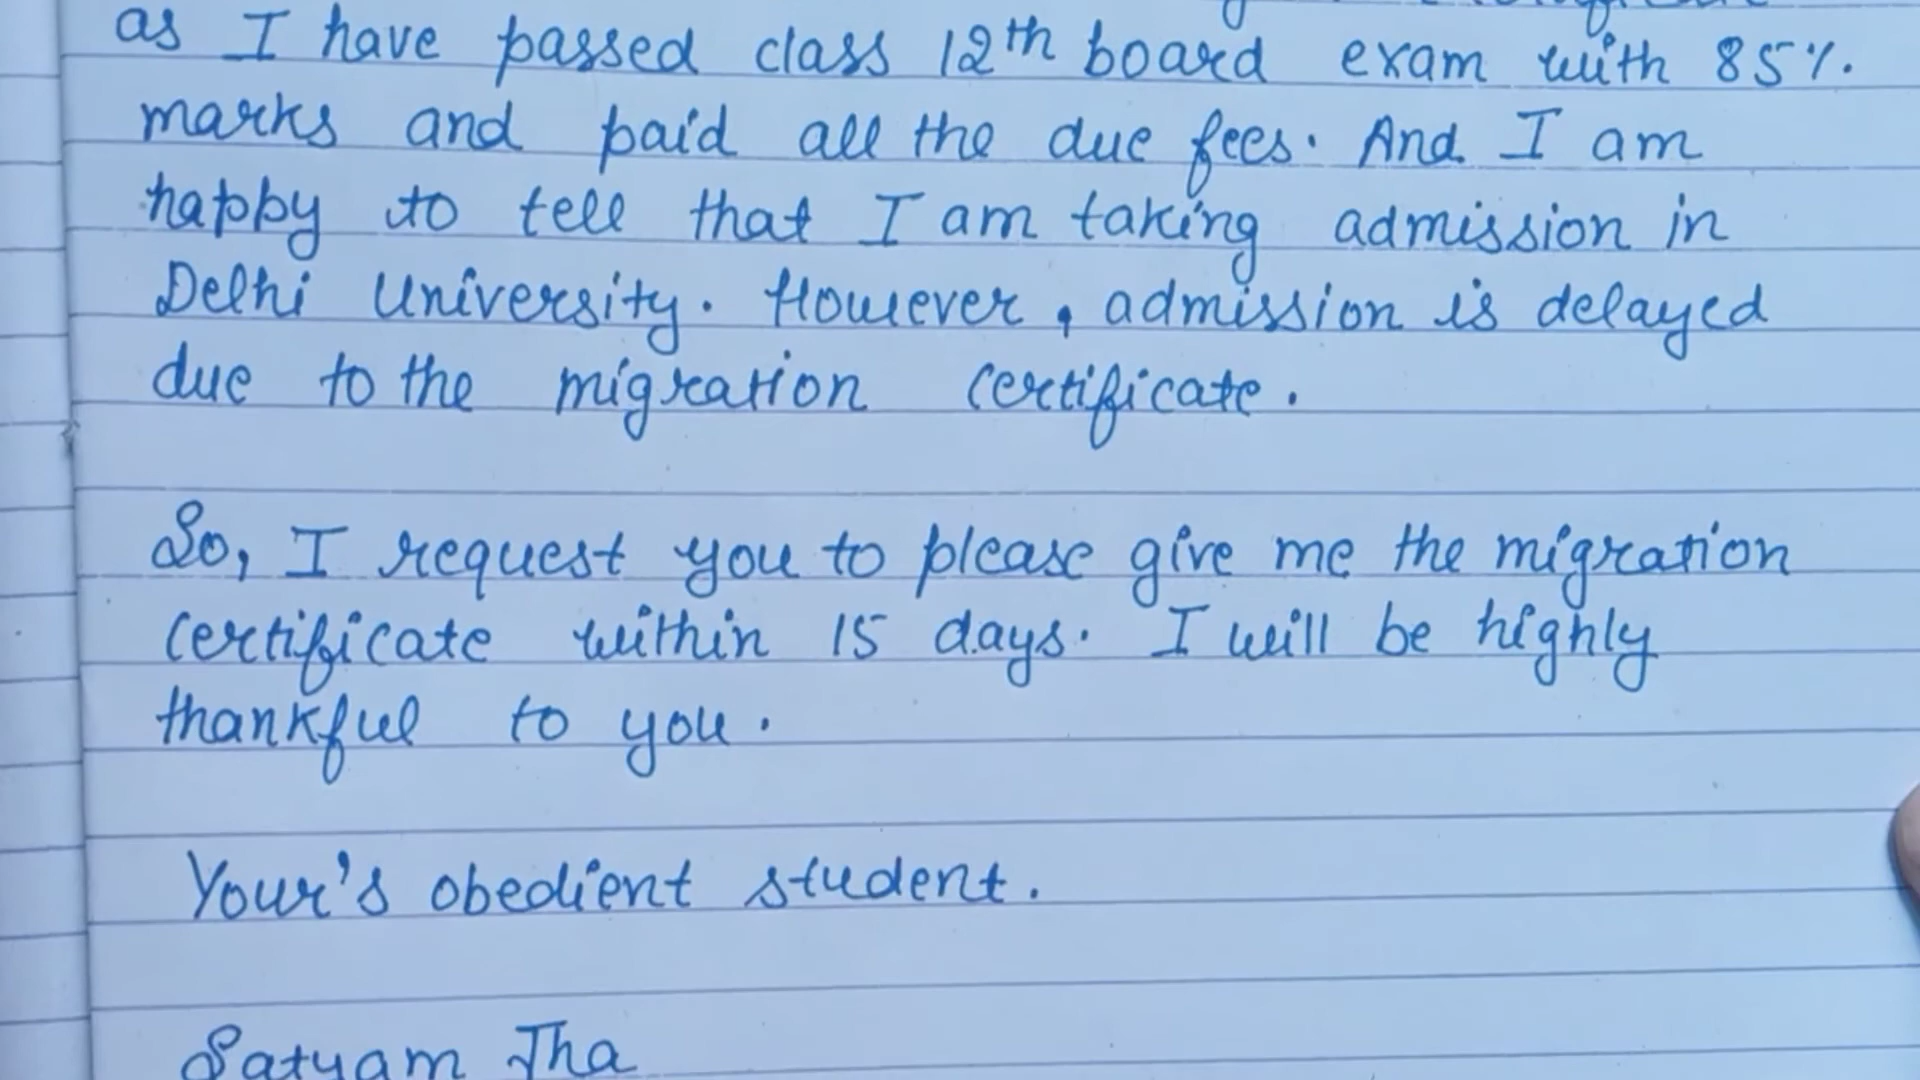 as I have passed class 12th board exam with 85%.
marks and paid all the due fees. And I am
happy to tell that I am taking admission in
Delhi University. However, admission is delayed
due to the migration certificate.
So, I request you to please give me the migration
certificate within 15 days. I will be highly
thankful to you.
Your's obedient student.
Satyam Jha